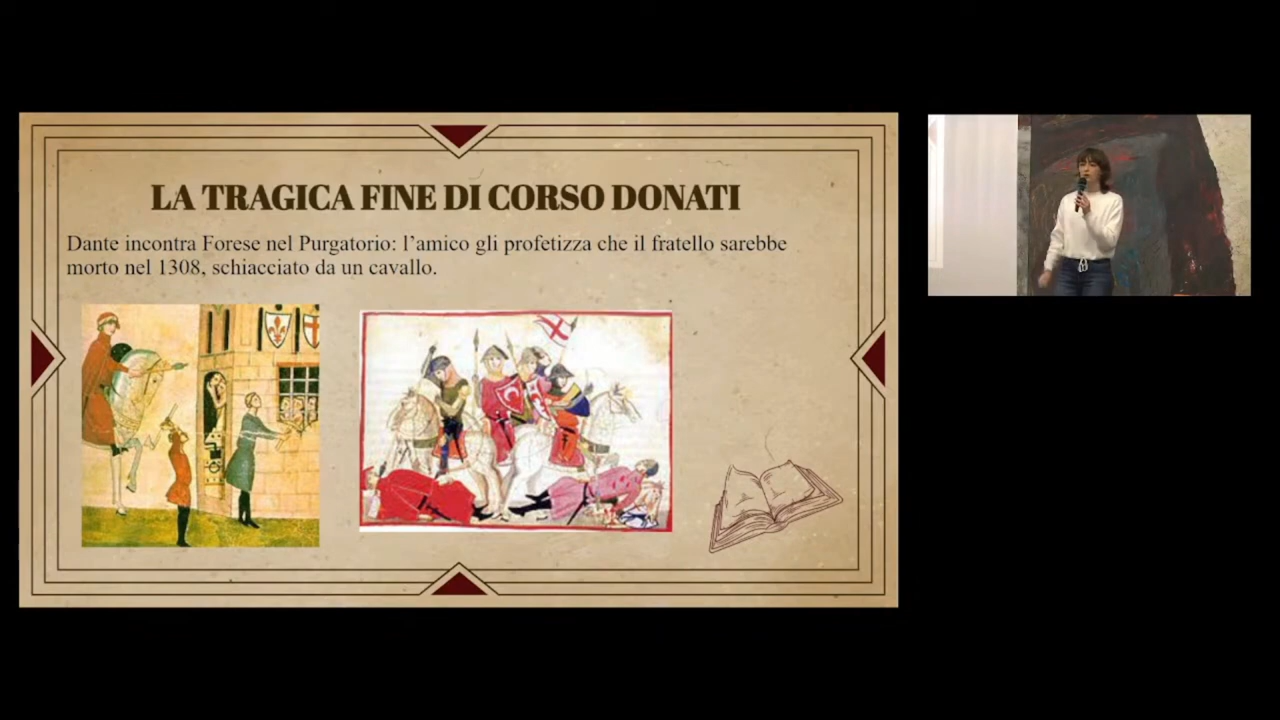 LA TRAGICA FINE DI CORSO DONATI
Dante incontra Forese nel Purgatorio: l’amico gli profetizza che il fratello sarebbe
morto nel 1308, schiacciato da un cavallo.